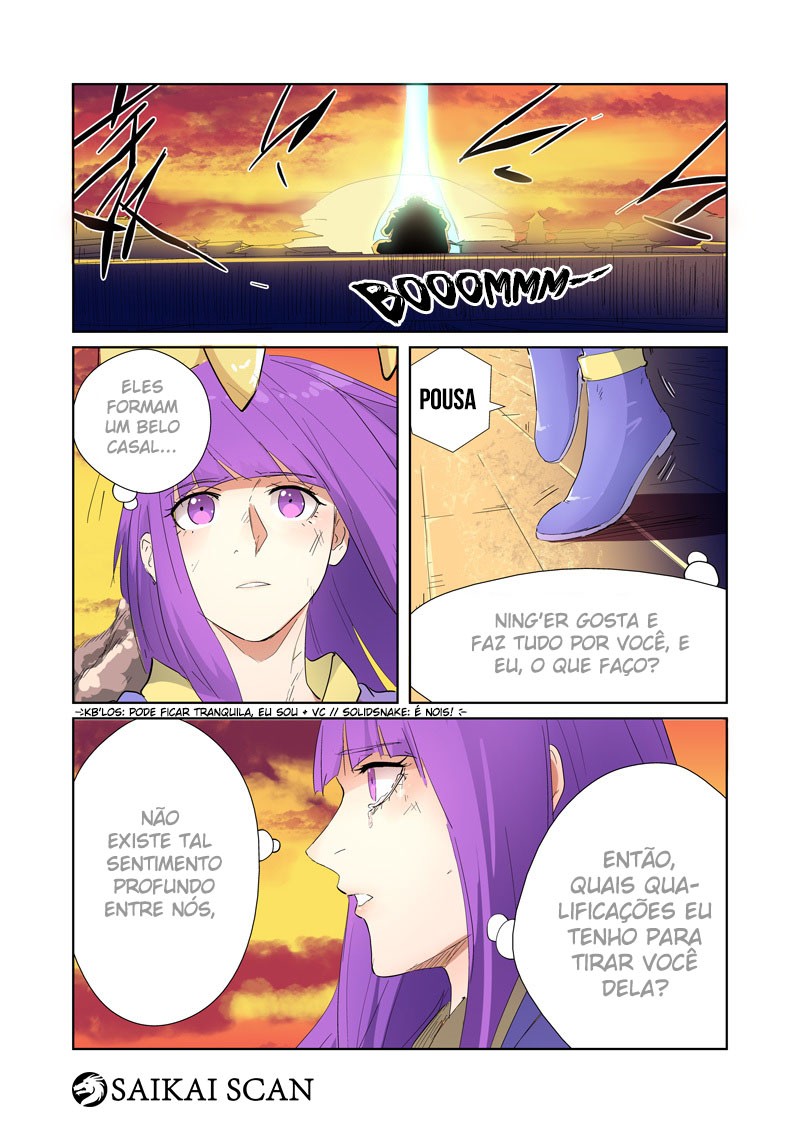 BOOOMMM--
ELES
FORMAM
UM BELO
CASAL...
POUSA
NING'ER GOSTA E
FAZ TUDO POR VOCÊ, E
EU, O QUE FAÇO?
KB'LOS: PODE FICAR TRANQUILA, EU SOU + VC // SOLIDSNAKE: É NOIS!
NÃO
EXISTE TAL
SENTIMENTO
PROFUNDO
ENTRE NÓS,
ENTÃO,
QUAIS QUA-
LIFICAÇÕES EU
TENHO PARA
TIRAR VOCÊ
DELA?
SAIKAI SCAN